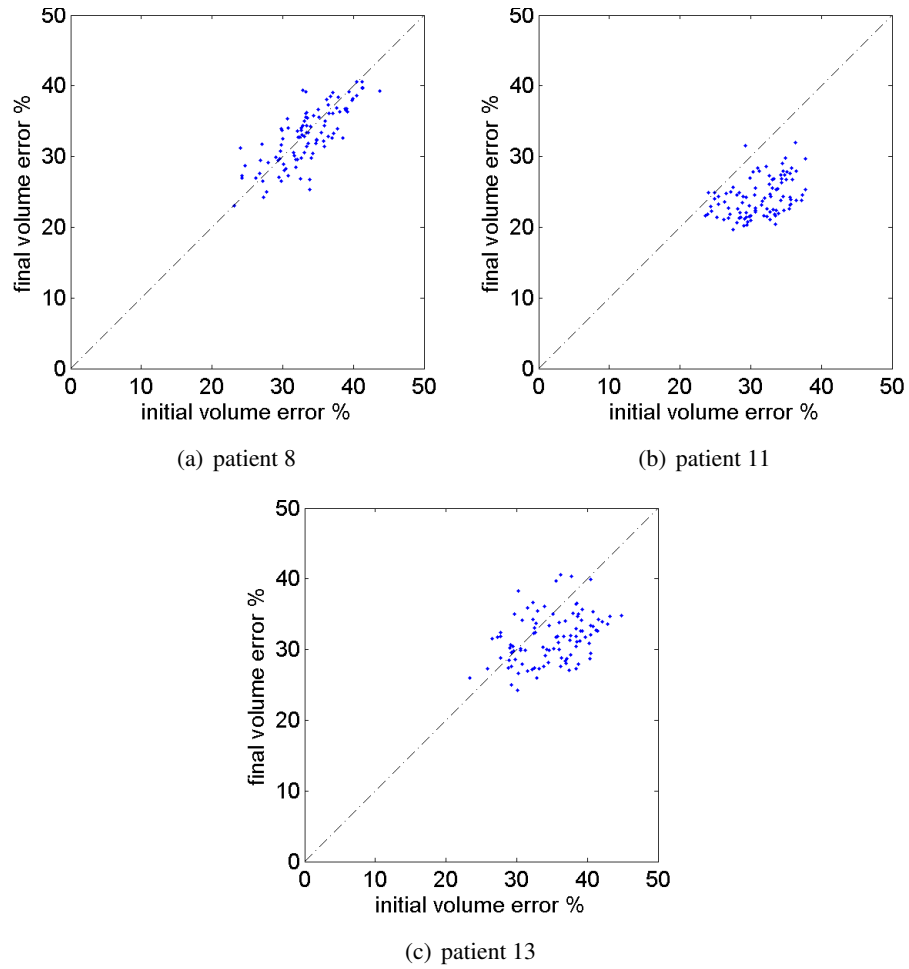 50
40
30
20
10
0
final volume error %
0 10 20 30 40 50
initial volume error %
(a) patient 8
50
40
30
20
10
0
final volume error %
0 10 20 30 40 50
initial volume error %
(b) patient 11
50
40
30
20
10
0
final volume error %
0 10 20 30 40 50
initial volume error %
(c) patient 13